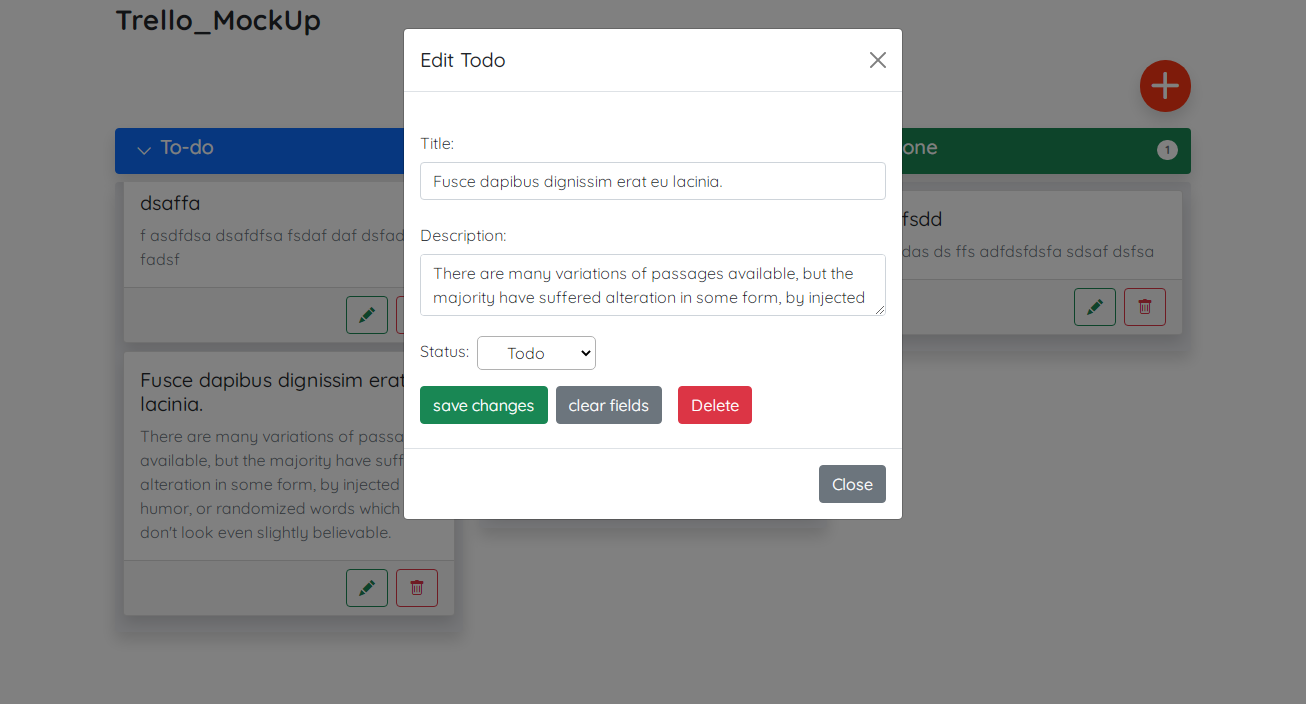 Trello_MockUp
Edit Todo
To-do
one
1
dsaffa
f asdfdsa dsafdfsa fsdaf daf dsfad
fadsf
Fusce dapibus dignissim erat
lacinia.
There are many variations of passa
available, but the majority have suff
alteration in some form, by injected
humor, or randomized words which
don't look even slightly believable.
Title:
Fusce dapibus dignissim erat eu lacinia.
Description:
There are many variations of passages available, but the
majority have suffered alteration in some form, by injected
Status:
Todo
save changes
clear fields
Delete
Close
fsdd
das ds ffs adfdsfdsfa sdsaf dsfsa